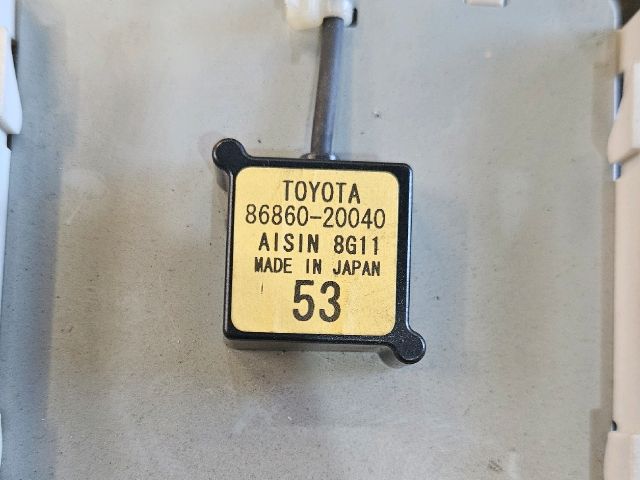 TOYOTA
86860-20040
AISIN 8G11
MADE IN JAPAN
53